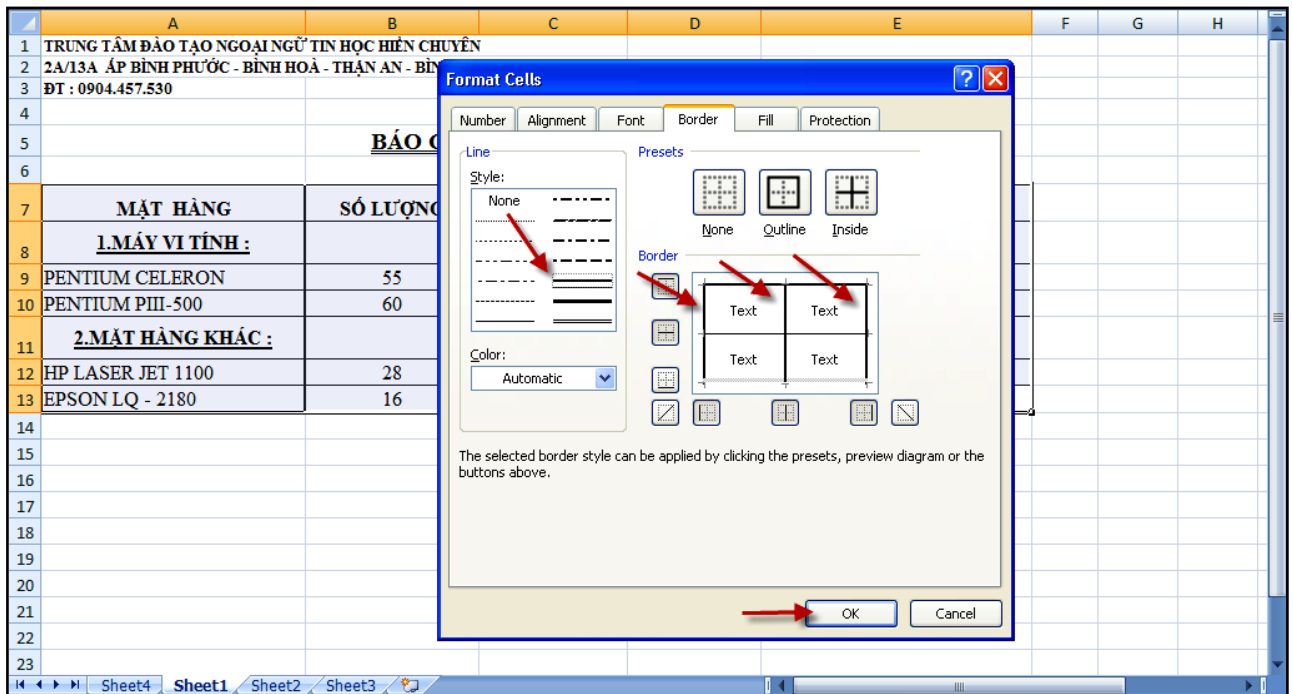 A B C D E F G H
1 TRUNG TÂM ĐÀO TẠO NGOẠI NGỮ TIN HỌC HIỀN CHUYÊN
2 2A/13A ẤP BÌNH PHƯỚC - BÌNH HOÀ - THẬN AN - BÌN
3 ĐT : 0904.457.530
4
5 BÁO C
6
7 MẶT HÀNG SỐ LƯỢNG
8 1.MÁY VI TÍNH :
9 PENTIUM CELERON 55
10 PENTIUM PIII-500 60
11 2.MẶT HÀNG KHÁC :
12 HP LASER JET 1100 28
13 EPSON LQ - 2180 16
14
15
16
17
18
19
20
21
22
23
Sheet4 Sheet1 Sheet2 Sheet3
Format Cells
Number Alignment Font Border Fill Protection
Line
Style:
None
Color:
Automatic
Presets
None Outline Inside
Border
Text Text
Text Text
The selected border style can be applied by clicking the presets, preview diagram or the
buttons above.
OK Cancel